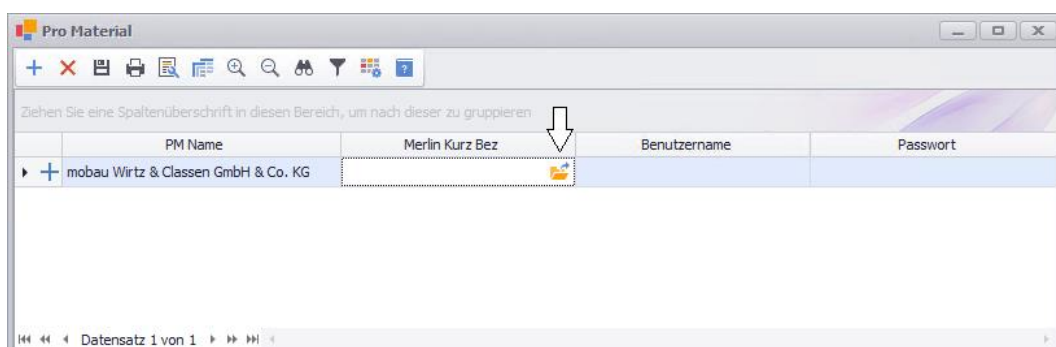 Pro Material
Ziehen Sie eine Spaltenüberschrift in diesen Bereich, um nach dieser zu gruppieren
PM Name Merlin Kurz Bez Benutzername Passwort
mobau Wirtz & Classen GmbH & Co. KG
Datensatz 1 von 1